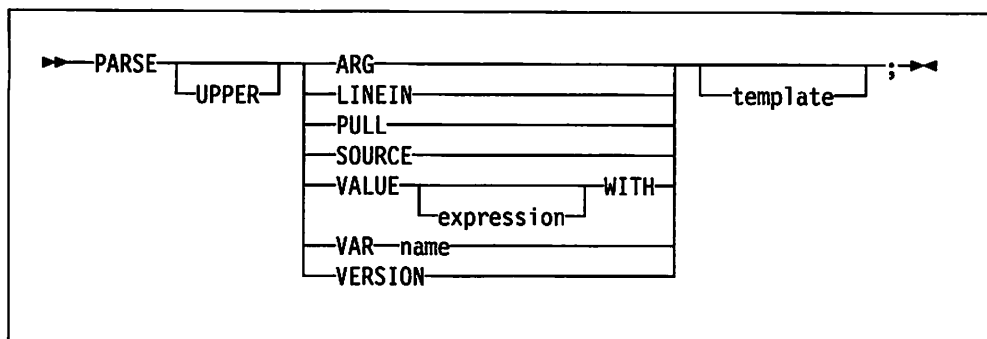 PARSE ARG ;
UPPER LINEIN template
PULL
SOURCE
VALUE WITH
expression
VAR name
VERSION